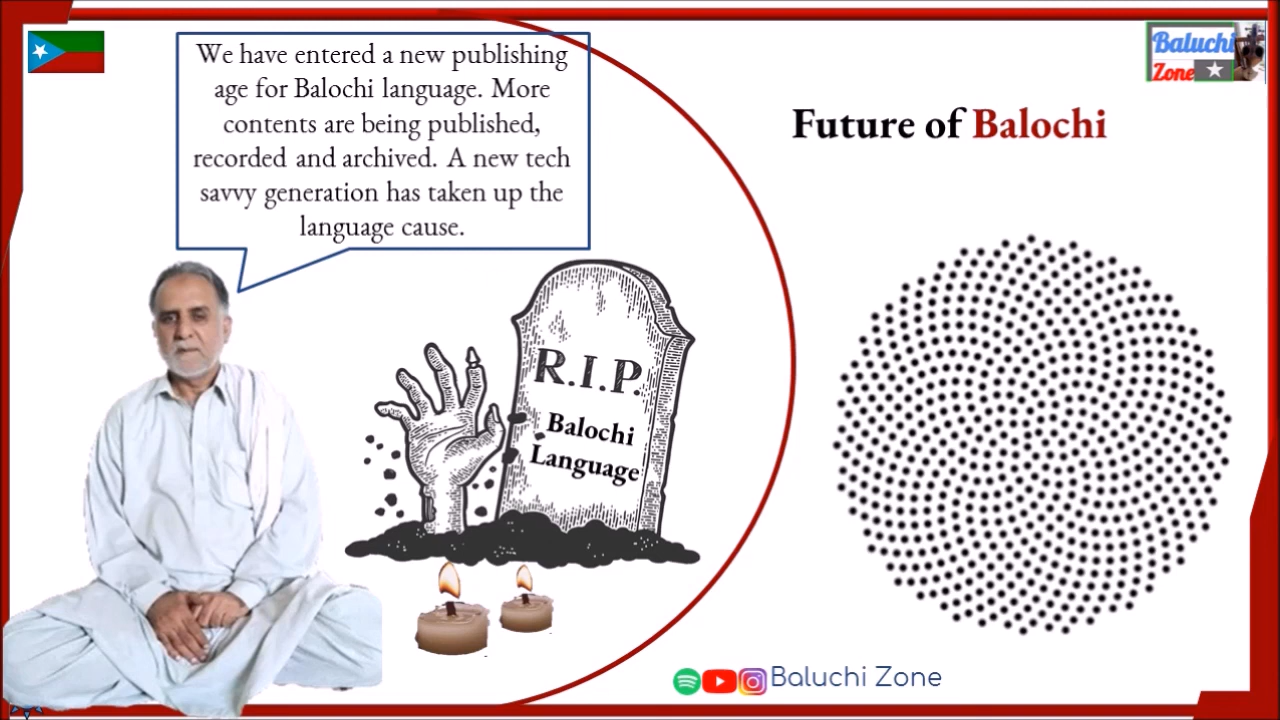 We have entered a new publishing
age for Balochi language. More
contents are being published,
recorded and archived. A new tech
savvy generation has taken up the
language cause.
Baluchi
Zone
Future of Balochi
R.I.P.
Balochi
Language
Baluchi Zone